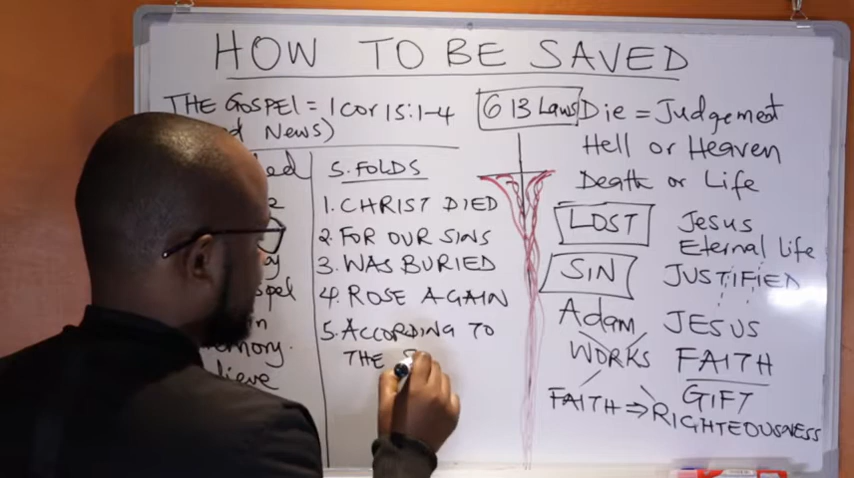 HOW TO BE SAVED
THE GOSPEL = 1 Cor 15:1-4
News)
5. FOLDS
1. CHRIST DIED
2. FOR OUR SINS
3. WAS BURIED
4. ROSE AGAIN
5. ACCORDING TO
THE S
613 Laws
Die = Judgement
Hell or Heaven
Death or Life
LOST
Jesus
Eternal life
SIN
JUSTIFIED
Adam
JESUS
WORKS
FAITH
GIFT
FAITH ⇒ RIGHTEOUSNESS